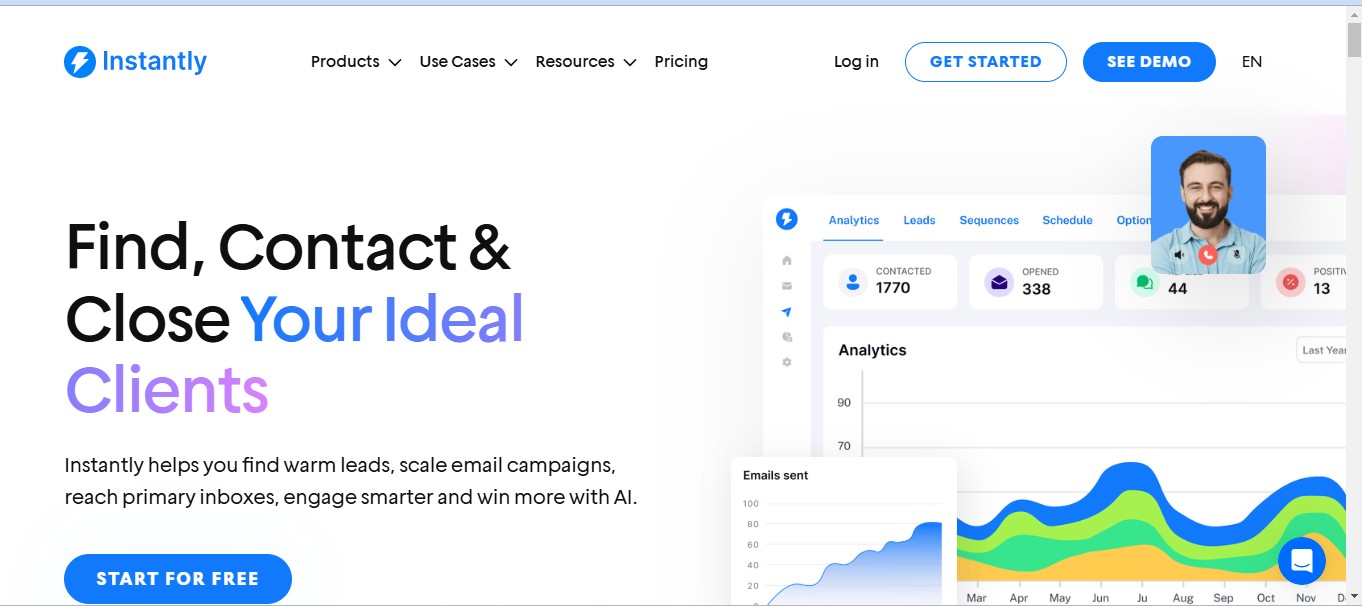 Instantly
Products
Use Cases
Resources
Pricing
Log in
GET STARTED
SEE DEMO
EN
Find, Contact &
Close Your Ideal
Clients
Instantly helps you find warm leads, scale email campaigns,
reach primary inboxes, engage smarter and win more with AI.
START FOR FREE
Analytics
Leads
Sequences
Schedule
Option
CONTACTED
1770
OPENED
338
44
POSITIV
13
Analytics
Last Year
90
70
Emails sent
100
80
60
40
20
Mar
Apr
May
Jun
Ju
Aug
Sep
Oct
Nov